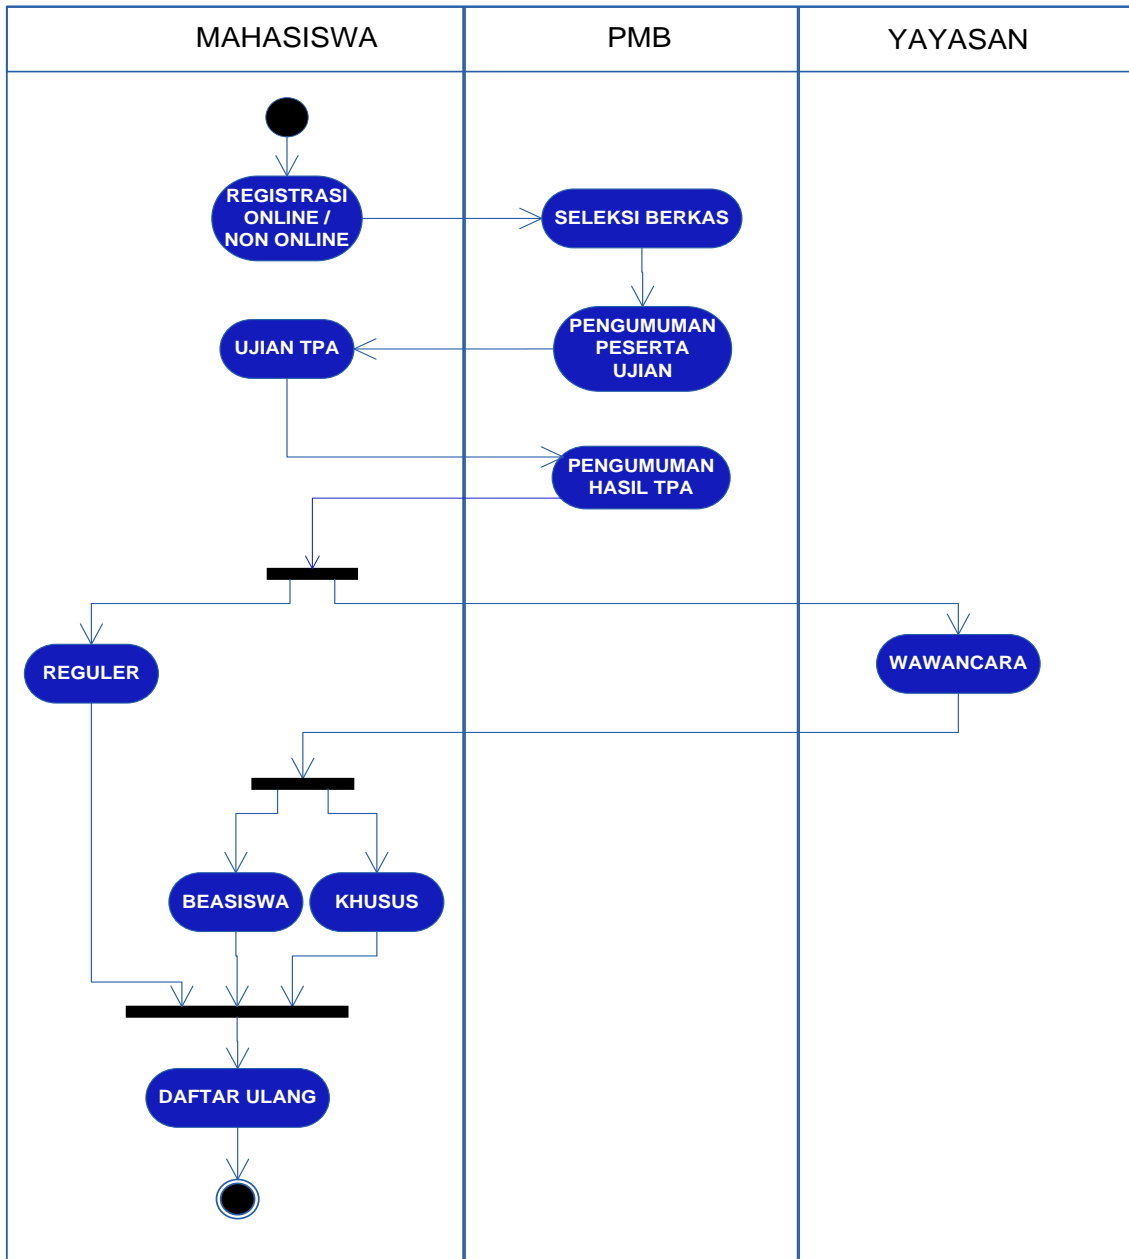 MAHASISWA
PMB
YAYASAN
REGISTRASI
ONLINE /
NON ONLINE
SELEKSI BERKAS
UJIAN TPA
PENGUMUMAN
PESERTA
UJIAN
PENGUMUMAN
HASIL TPA
REGULER
WAWANCARA
BEASISWA
KHUSUS
DAFTAR ULANG